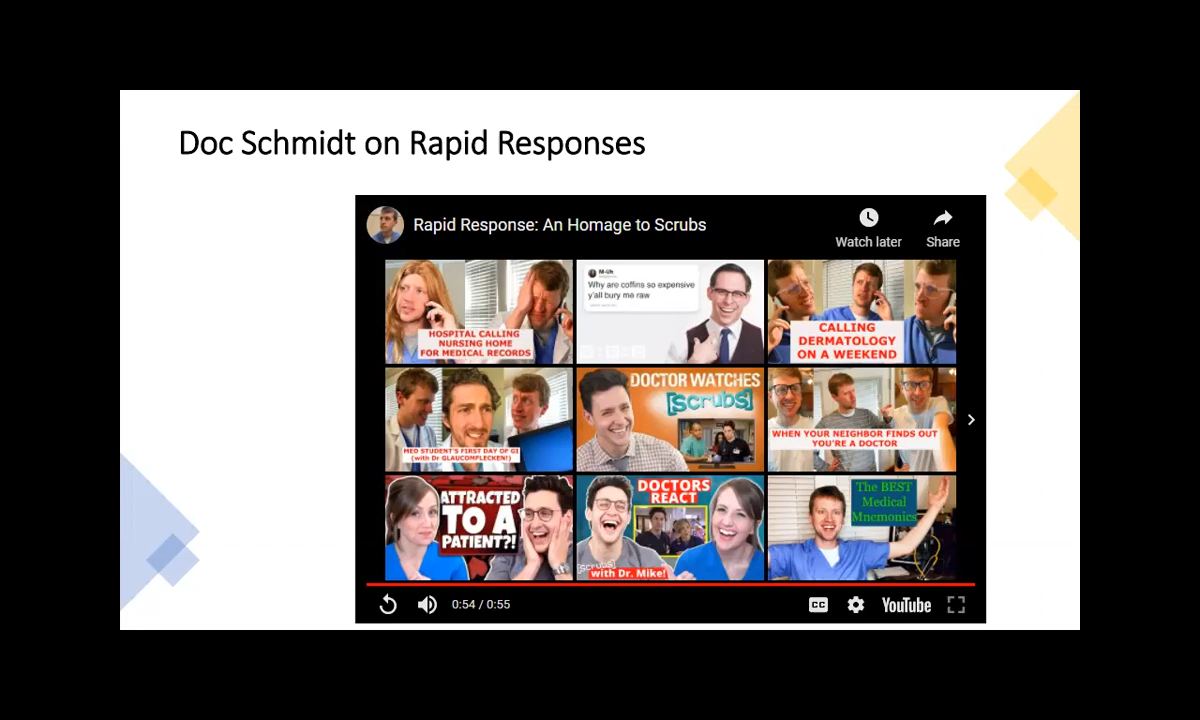 Doc Schmidt on Rapid Responses
Rapid Response: An Homage to Scrubs
Watch later
Share
HOSPITAL CALLING
NURSING HOME
FOR MEDICAL RECORDS
M-Uh
Why are coffins so expensive
y'all bury me raw
CALLING
DERMATOLOGY
ON A WEEKEND
MED STUDENT'S FIRST DAY OF GI
(with Dr GLAUCOMFLECKEN!)
DOCTOR WATCHES
[scrubs]
WHEN YOUR NEIGHBOR FINDS OUT
YOU'RE A DOCTOR
ATTRACTED
TO A
PATIENT?!
DOCTORS
REACT
[scrubs]
with Dr. Mike!
The BEST
Medical
Mnemonics
0:54 / 0:55
CC
YouTube